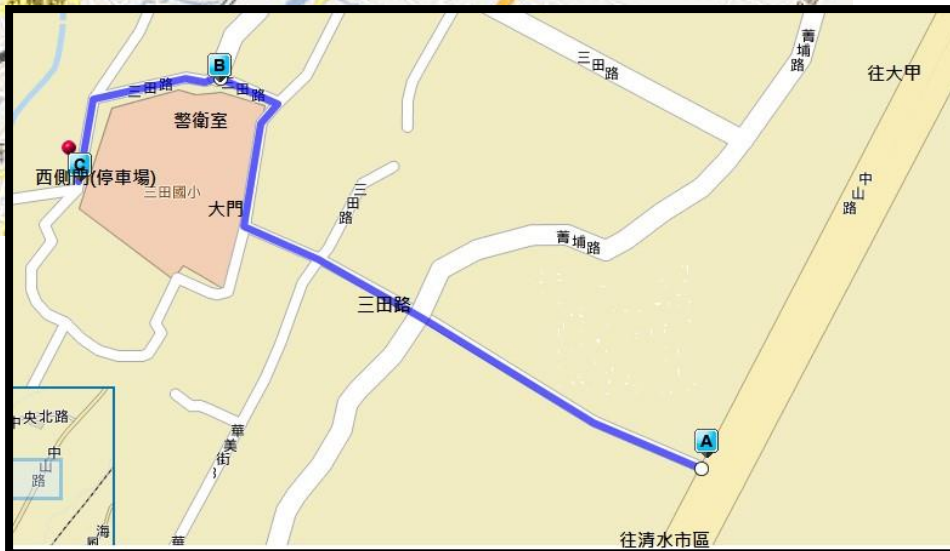 三田路
菁埔路
往大甲
中山路
B
三田路
三田路
警衛室
C
西側門(停車場)
三田國小
大門
三田路
菁埔路
三田路
A
央北路
中山路
華美街
華
海
往清水市區